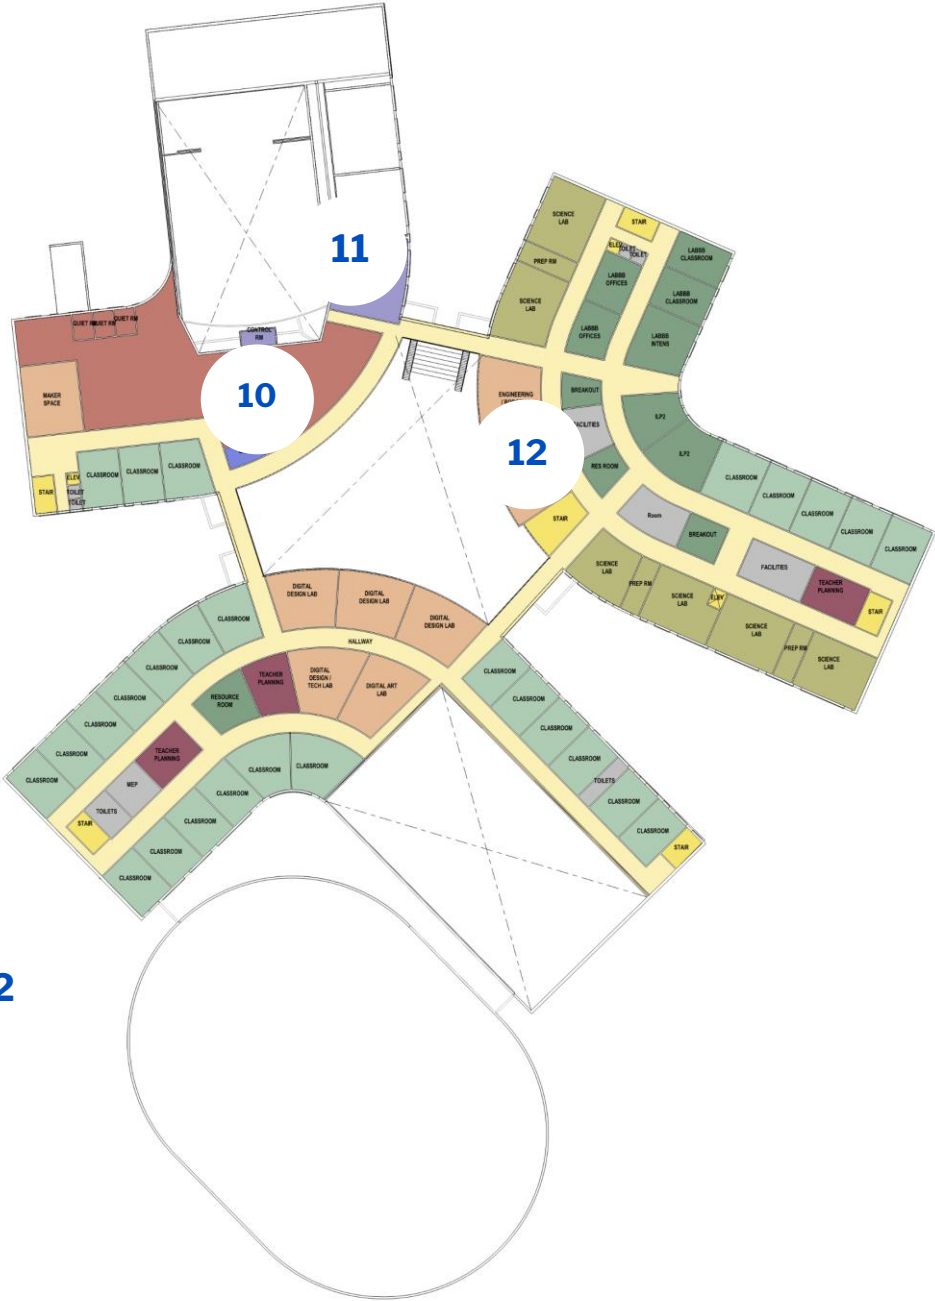 11
SCIENCE
LAB
STAIR
ELEV
TOILET
TOILET
LABBB
CLASSROOM
PREP RM
LABBB
OFFICES
LABBB
CLASSROOM
SCIENCE
LAB
LABBB
OFFICES
LABBB
INTENS
QUIET RM
QUIET RM
QUIET RM
CONTROL
RM
10
MAKER
SPACE
ENGINEERING
BREAKOUT
FACILITIES
ILP2
12
RES ROOM
ILP2
CLASSROOM
CLASSROOM
CLASSROOM
STAIR
ELEV
TOILET
TOILET
CLASSROOM
CLASSROOM
CLASSROOM
CLASSROOM
CLASSROOM
STAIR
Room
BREAKOUT
SCIENCE
LAB
PREP RM
SCIENCE
LAB
ELEV
FACILITIES
TEACHER
PLANNING
STAIR
SCIENCE
LAB
PREP RM
SCIENCE
LAB
DIGITAL
DESIGN LAB
DIGITAL
DESIGN LAB
DIGITAL
DESIGN LAB
HALLWAY
CLASSROOM
CLASSROOM
CLASSROOM
CLASSROOM
CLASSROOM
CLASSROOM
CLASSROOM
RESOURCE
ROOM
TEACHER
PLANNING
DIGITAL
DESIGN /
TECH LAB
DIGITAL ART
LAB
TEACHER
PLANNING
MEP
TOILETS
STAIR
CLASSROOM
CLASSROOM
CLASSROOM
CLASSROOM
CLASSROOM
CLASSROOM
CLASSROOM
CLASSROOM
CLASSROOM
CLASSROOM
TOILETS
CLASSROOM
CLASSROOM
STAIR
2